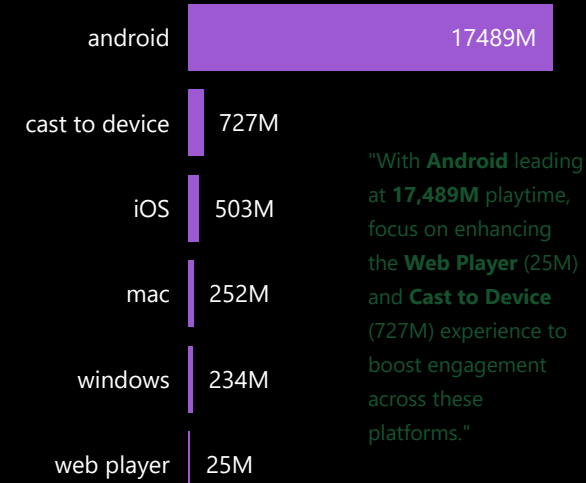 android 17489M
cast to device 727M
iOS 503M
mac 252M
windows 234M
web player 25M
"With Android leading
at 17,489M playtime,
focus on enhancing
the Web Player (25M)
and Cast to Device
(727M) experience to
boost engagement
across these
platforms."